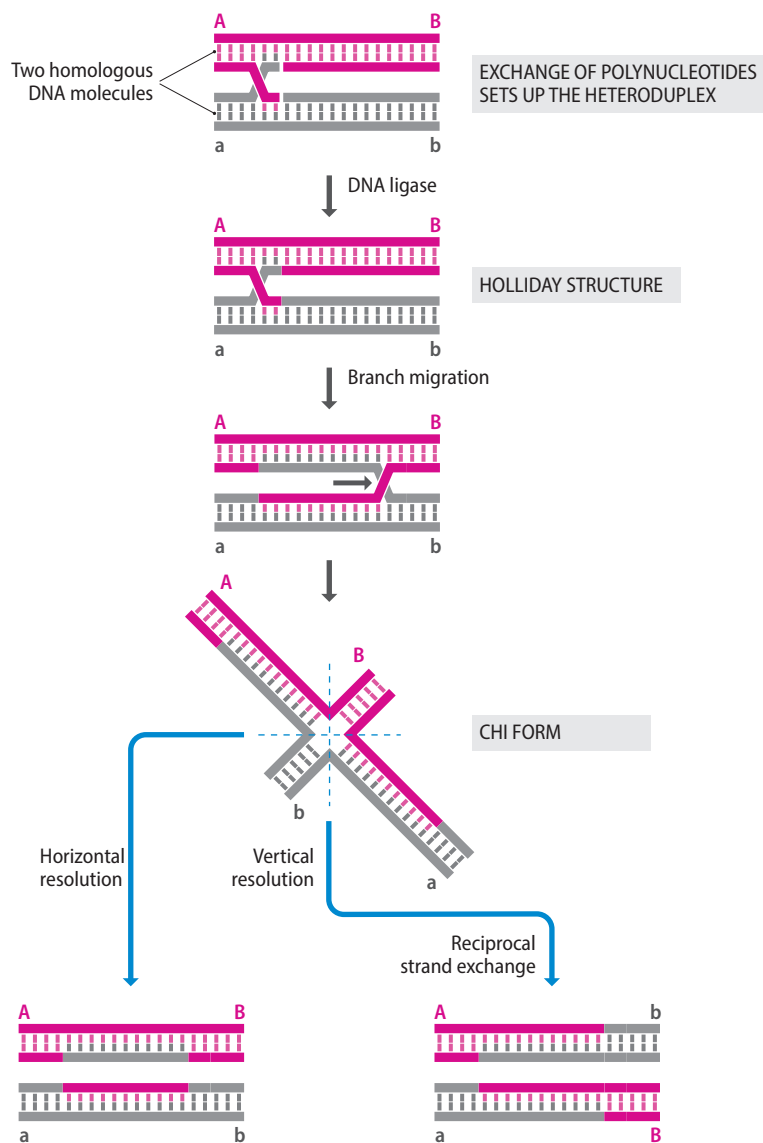 A B
Two homologous
DNA molecules
EXCHANGE OF POLYNUCLEOTIDES
SETS UP THE HETERODUPLEX
a b
DNA ligase
A B
HOLLIDAY STRUCTURE
a b
Branch migration
A B
a b
A
B
CHI FORM
b
a
Horizontal
resolution
Vertical
resolution
Reciprocal
strand exchange
A B
a b
A b
a B